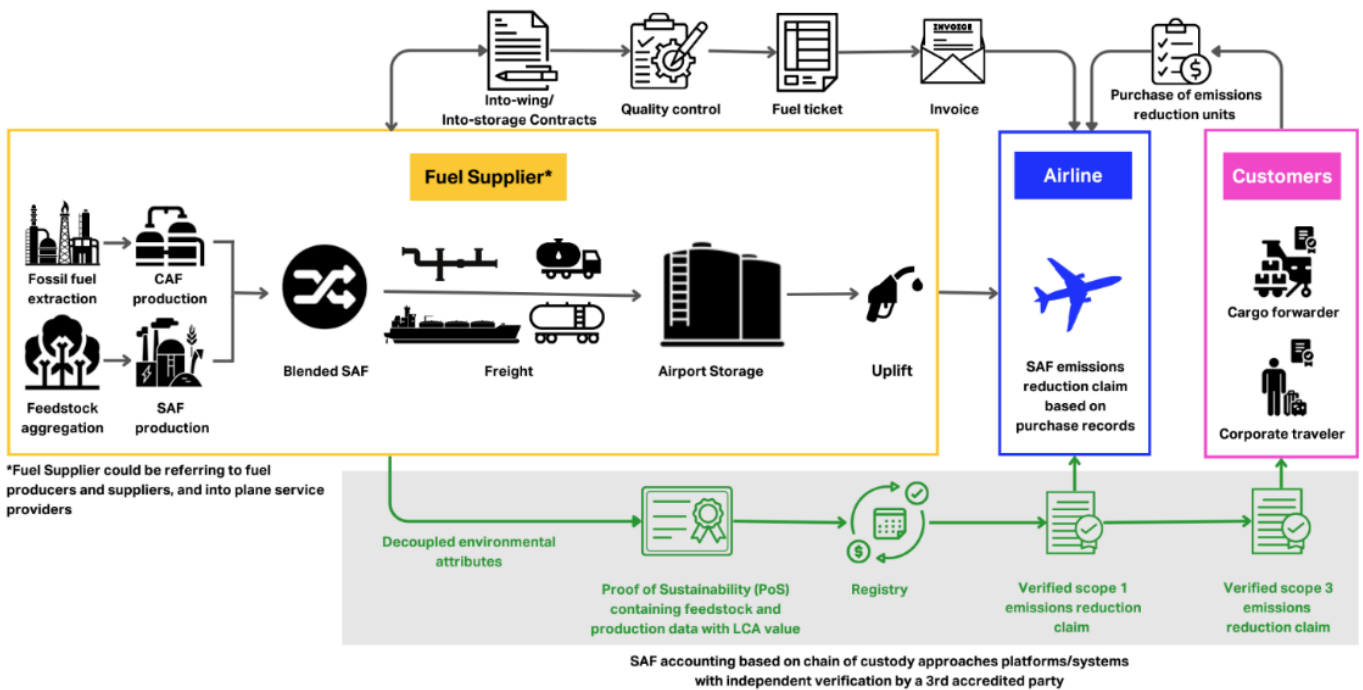 INVOICE
Into-wing/
Into-storage Contracts
Quality control
Fuel ticket
Invoice
Purchase of emissions
reduction units
Fuel Supplier*
Airline
Customers
Fossil fuel
extraction
CAF
production
Feedstock
aggregation
SAF
production
Blended SAF
Freight
Airport Storage
Uplift
SAF emissions
reduction claim
based on
purchase records
Cargo forwarder
Corporate traveler
*Fuel Supplier could be referring to fuel
producers and suppliers, and into plane service
providers
Decoupled environmental
attributes
Proof of Sustainability (PoS)
containing feedstock and
production data with LCA value
Registry
Verified scope 1
emissions reduction
claim
Verified scope 3
emissions
reduction claim
SAF accounting based on chain of custody approaches platforms/systems
with independent verification by a 3rd accredited party